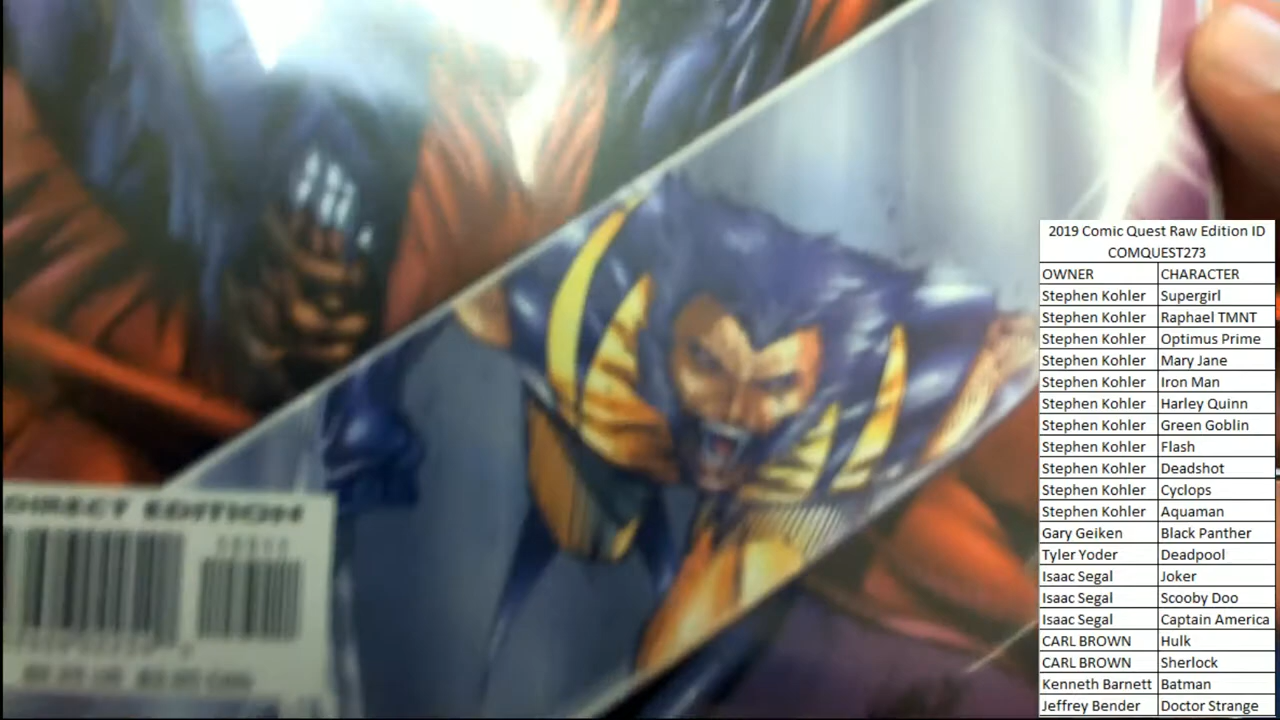 DIRECT EDITION
2019 Comic Quest Raw Edition ID
COMQUEST273
OWNER CHARACTER
Stephen Kohler Supergirl
Stephen Kohler Raphael TMNT
Stephen Kohler Optimus Prime
Stephen Kohler Mary Jane
Stephen Kohler Iron Man
Stephen Kohler Harley Quinn
Stephen Kohler Green Goblin
Stephen Kohler Flash
Stephen Kohler Deadshot
Stephen Kohler Cyclops
Stephen Kohler Aquaman
Gary Geiken Black Panther
Tyler Yoder Deadpool
Isaac Segal Joker
Isaac Segal Scooby Doo
Isaac Segal Captain America
CARL BROWN Hulk
CARL BROWN Sherlock
Kenneth Barnett Batman
Jeffrey Bender Doctor Strange